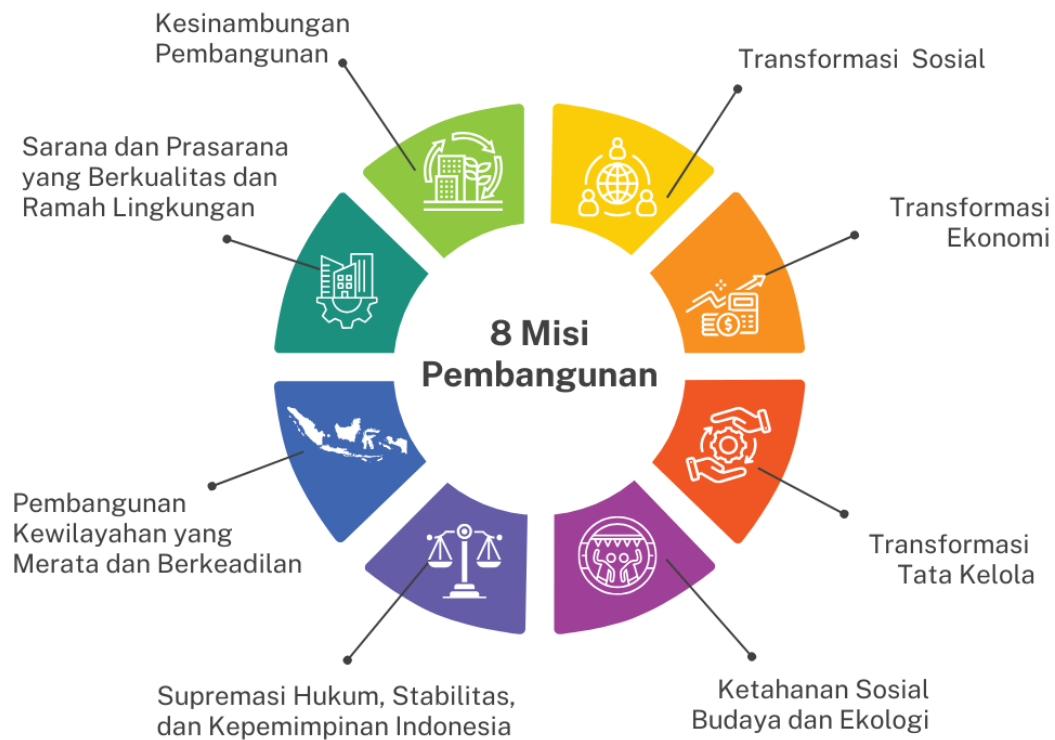 Kesinambungan
Pembangunan
Transformasi Sosial
Sarana dan Prasarana
yang Berkualitas dan
Ramah Lingkungan
Transformasi
Ekonomi
8 Misi
Pembangunan
Pembangunan
Kewilayahan yang
Merata dan Berkeadilan
Transformasi
Tata Kelola
Supremasi Hukum, Stabilitas,
dan Kepemimpinan Indonesia
Ketahanan Sosial
Budaya dan Ekologi